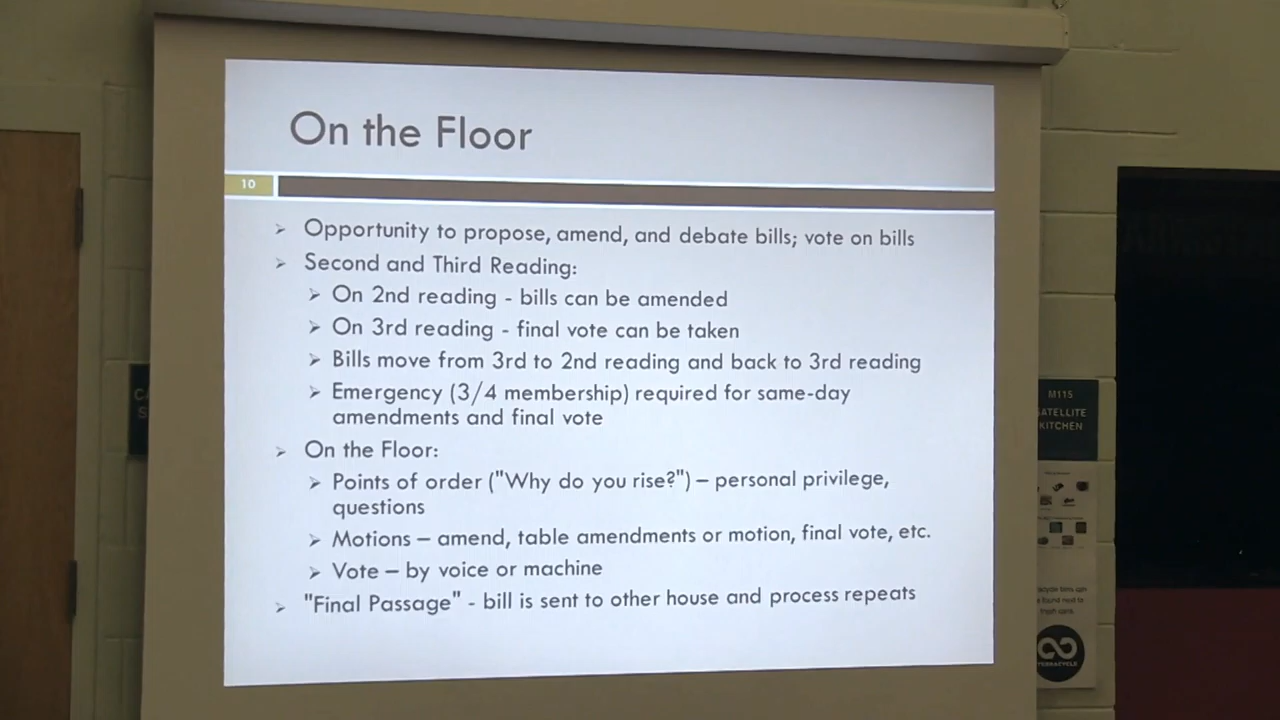 On the Floor
10
➢ Opportunity to propose, amend, and debate bills; vote on bills
➢ Second and Third Reading:
➢ On 2nd reading - bills can be amended
➢ On 3rd reading - final vote can be taken
➢ Bills move from 3rd to 2nd reading and back to 3rd reading
➢ Emergency (3/4 membership) required for same-day
amendments and final vote
➢ On the Floor:
➢ Points of order ("Why do you rise?") – personal privilege,
questions
➢ Motions – amend, table amendments or motion, final vote, etc.
➢ Vote – by voice or machine
➢ "Final Passage" - bill is sent to other house and process repeats
M115
KITCHEN
TERRACYCLE